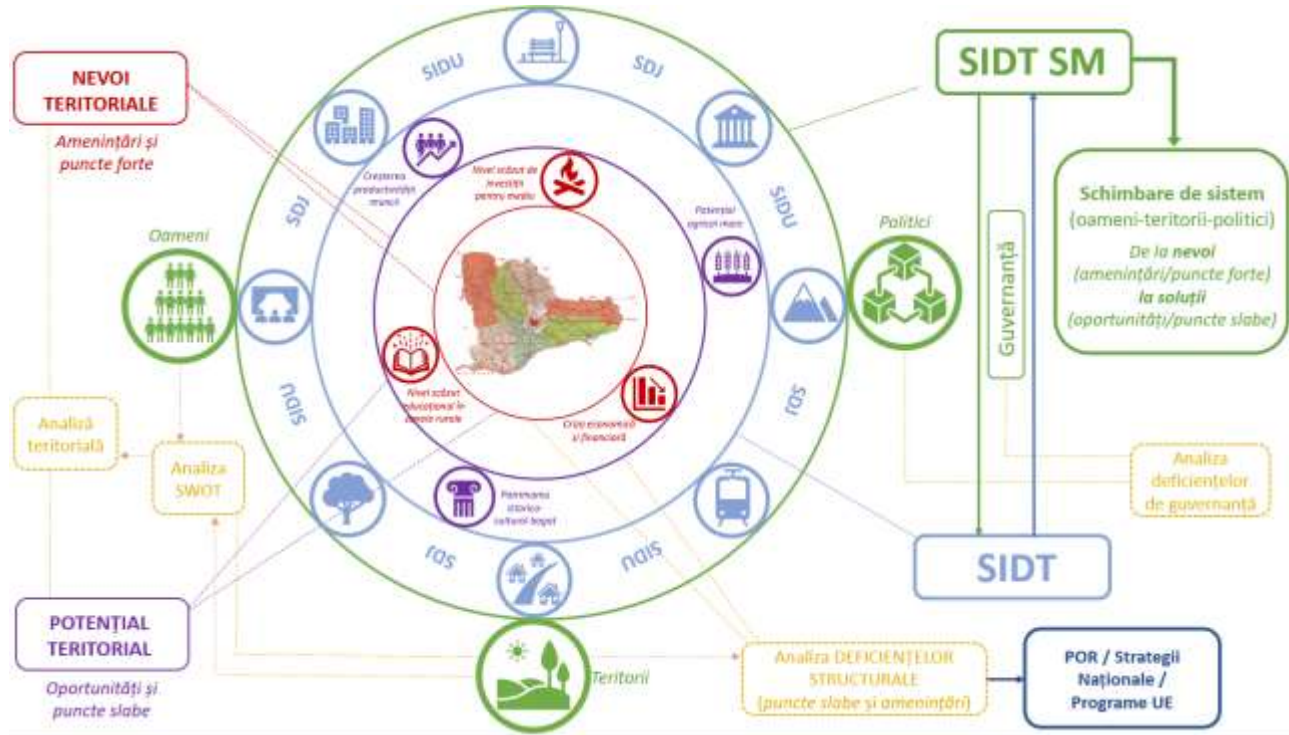 NEVOI
TERITORIALE
Amenințări și
puncte forte
SIDU
SDJ
SIDU
SDJ
SIDU
SDJ
SIDU
SDJ
Creșterea
productivității
muncii
Nivel scăzut de
investiții
pentru mediu
Potențial
agricol mare
Nivel scăzut
educațional în
zonele rurale
Criza economică
și financiară
Patrimoniu
istorico-
cultural bogat
Oameni
Politici
Teritorii
SIDT SM
Schimbare de sistem
(oameni-teritorii-politici)
De la nevoi
(amenințări/puncte forte)
la soluții
(oportunități/puncte slabe)
Guvernanță
Analiză
teritorială
Analiza
SWOT
Analiza
deficiențelor
de guvernanță
SIDT
POTENȚIAL
TERITORIAL
Oportunități și
puncte slabe
Analiza DEFICIENȚELOR
STRUCTURALE
(puncte slabe și amenințări)
POR / Strategii
Naționale /
Programe UE